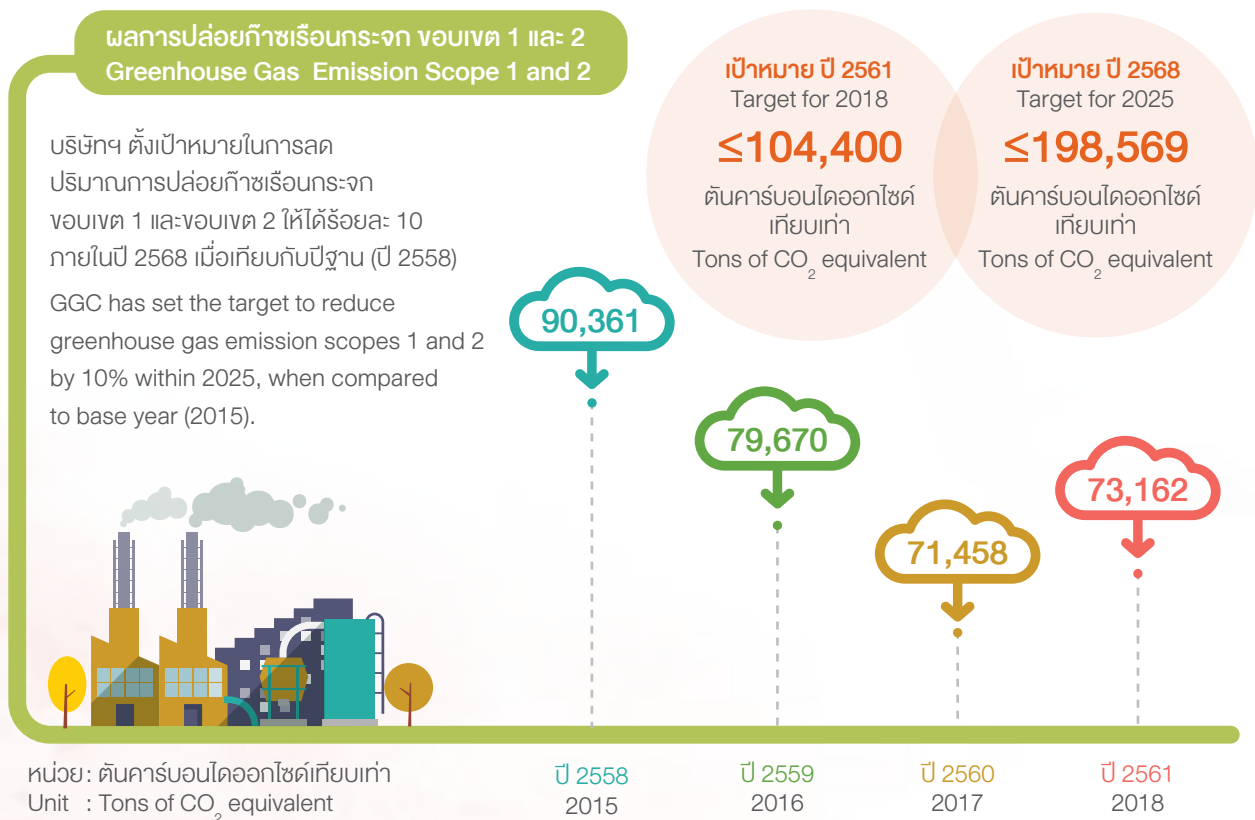 ผลการปล่อยก๊าซเรือนกระจก ขอบเขต 1 และ 2
Greenhouse Gas Emission Scope 1 and 2
บริษัทฯ ตั้งเป้าหมายในการลด
ปริมาณการปล่อยก๊าซเรือนกระจก
ขอบเขต 1 และขอบเขต 2 ให้ได้ร้อยละ 10
ภายในปี 2568 เมื่อเทียบกับปีฐาน (ปี 2558)
GGC has set the target to reduce
greenhouse gas emission scopes 1 and 2
by 10% within 2025, when compared
to base year (2015).
เป้าหมาย ปี 2561
Target for 2018
≤104,400
ตันคาร์บอนไดออกไซด์
เทียบเท่า
Tons of CO₂ equivalent
เป้าหมาย ปี 2568
Target for 2025
≤198,569
ตันคาร์บอนไดออกไซด์
เทียบเท่า
Tons of CO₂ equivalent
90,361
79,670
71,458
73,162
หน่วย : ตันคาร์บอนไดออกไซด์เทียบเท่า
Unit : Tons of CO₂ equivalent
ปี 2558
2015
ปี 2559
2016
ปี 2560
2017
ปี 2561
2018